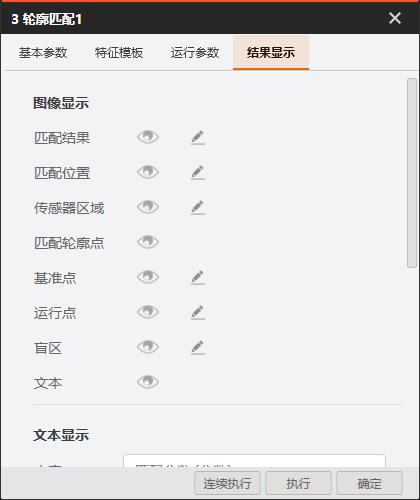 3 轮廓匹配1
基本参数 特征模板 运行参数 结果显示
图像显示
匹配结果
匹配位置
传感器区域
匹配轮廓点
基准点
运行点
盲区
文本
文本显示
连续执行 执行 确定